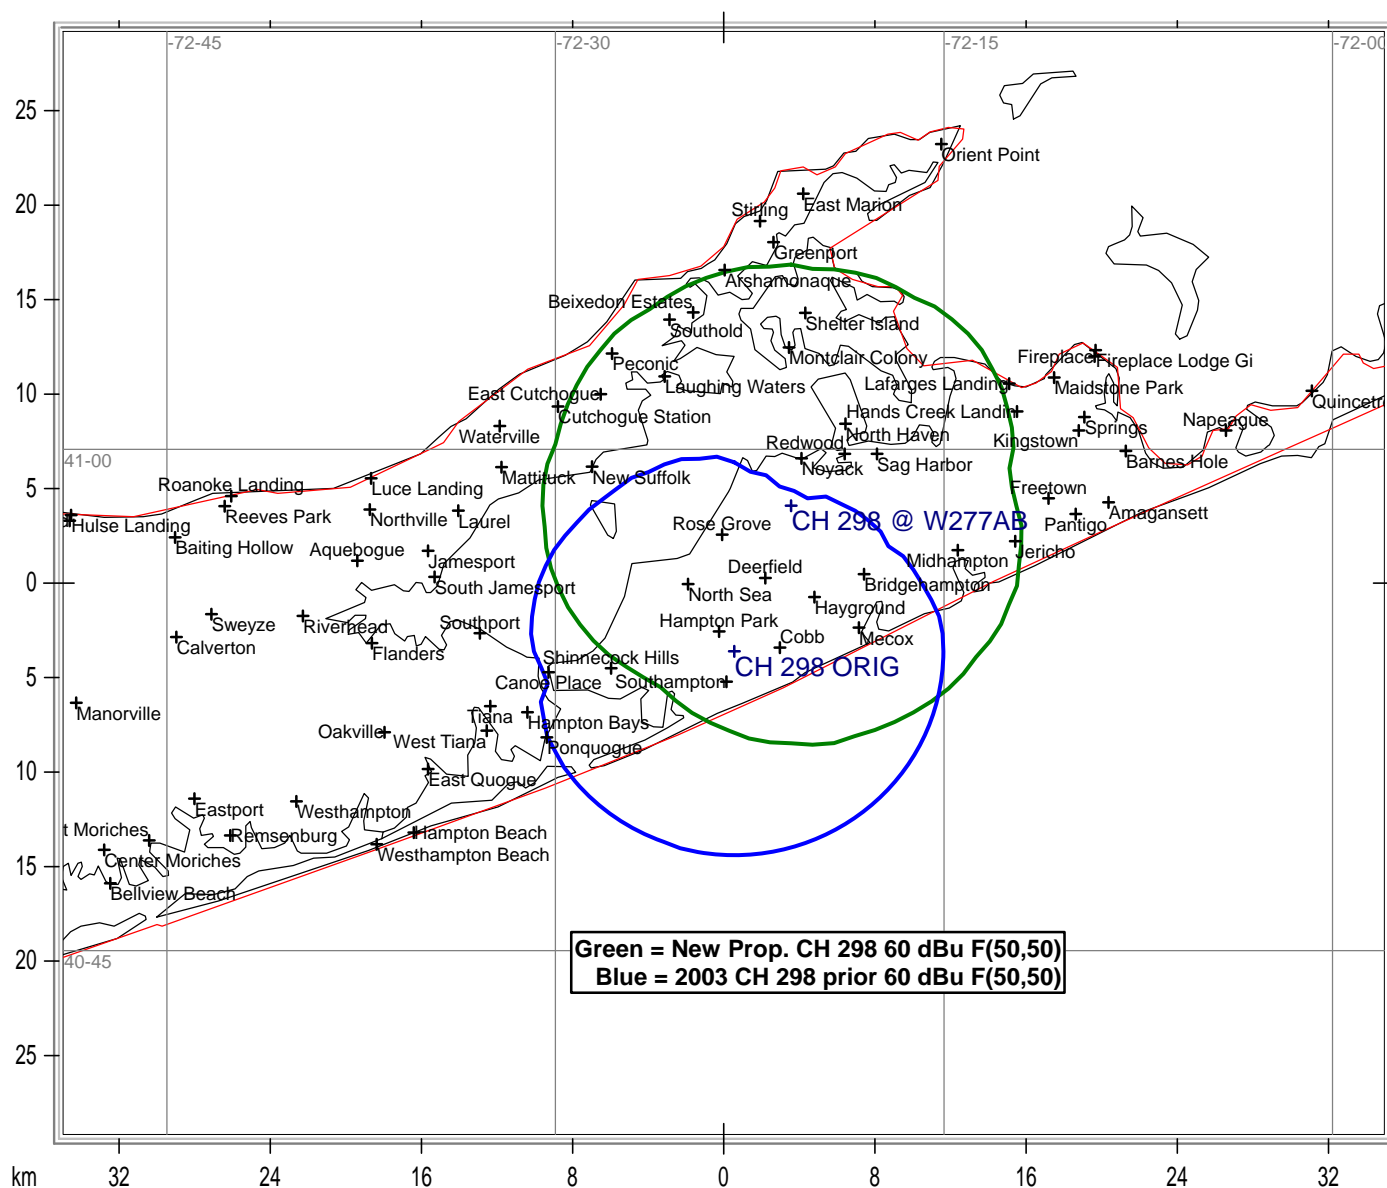 -72-45
-72-30
-72-15
-72-00
25
Orient Point
20
East Marion
Stirling
Greenport
Arshamonaque
15
Beixedon Estates
Southold
Shelter Island
Montclair Colony
Fireplace
Fireplace Lodge Gi
Peconic
Laughing Waters
Lafarges Landing
Maidstone Park
10
East Cutchogue
Quincetre
Cutchogue Station
Hands Creek Landin
Napeague
Waterville
North Haven
Springs
Redwood
Kingstown
41-00
Mattituck
New Suffolk
Noyack
Sag Harbor
Barnes Hole
Roanoke Landing
Luce Landing
5
Freetown
Reeves Park
Northville
Laurel
Rose Grove
CH 298 @ W277AB
Pantigo
Amagansett
Hulse Landing
Baiting Hollow
Aquebogue
Jamesport
Midhampton
Jericho
Deerfield
0
South Jamesport
North Sea
Bridgehampton
Sweyze
Riverhead
Southport
Hampton Park
Hayground
Calverton
Flanders
Cobb
Mecox
Shinnecock Hills
CH 298 ORIG
5
Canoe Place
Southampton
Manorville
Tiana
Hampton Bays
Oakville
West Tiana
Ponquogue
10
East Quogue
Eastport
Westhampton
t Moriches
Remsenburg
Hampton Beach
Center Moriches
Westhampton Beach
15
Bellview Beach
Green = New Prop. CH 298 60 dBu F(50,50)
Blue = 2003 CH 298 prior 60 dBu F(50,50)
20
40-45
25
km
32
24
16
8
0
8
16
24
32